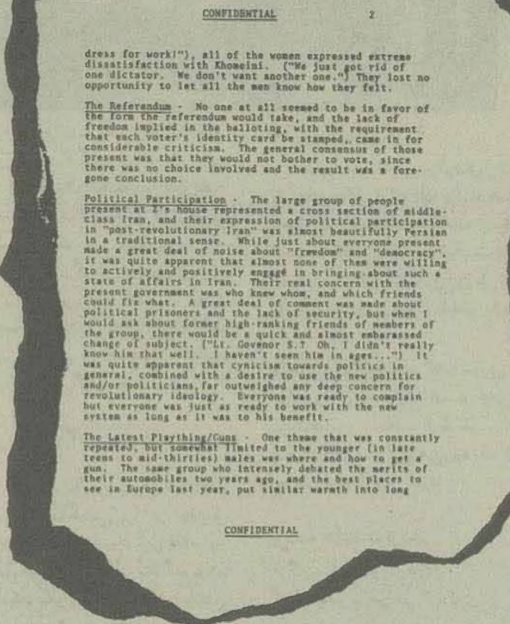 CONFIDENTIAL 2
dress for work!"), all of the women expressed extreme
dissatisfaction with Khomeini. ("We just got rid of
one dictator. We don't want another one.") They lost no
opportunity to let all the men know how they felt.
The Referendum - No one at all seemed to be in favor of
the form the referendum would take, and the lack of
freedom implied in the balloting, with the requirement
that each voter's identity card be stamped, came in for
considerable criticism. The general consensus of those
present was that they would not bother to vote, since
there was no choice involved and the result was a fore-
gone conclusion.
Political Participation - The large group of people
present at Z's house represented a cross section of middle-
class Iran, and their expression of political participation
in "post-revolutionary Iran" was almost beautifully Persian
in a traditional sense. While just about everyone present
made a great deal of noise about "freedom" and "democracy",
it was quite apparent that almost none of them were willing
to actively and positively engage in bringing about such a
state of affairs in Iran. Their real concern with the
present government was who knew whom, and which friends
could fix what. A great deal of comment was made about
political prisoners and the lack of security, but when I
would ask about former high-ranking friends of members of
the group, there would be a quick and almost embarassed
change of subject. ("Lt. Governor S.? Oh, I didn't really
know him that well. I haven't seen him in ages...") It
was quite apparent that cynicism towards politics in
general, combined with a desire to use the new politics
and/or politicians, far outweighed any deep concern for
revolutionary ideology. Everyone was ready to complain
but everyone was just as ready to work with the new
system as long as it was to his benefit.
The Latest Plaything/Guns - One theme that was constantly
repeated, but somewhat limited to the younger (in late
teens to mid-thirties) males was where and how to get a
gun. The same group who intensely debated the merits of
their automobiles two years ago, and the best places to
see in Europe last year, put similar warmth into long
CONFIDENTIAL